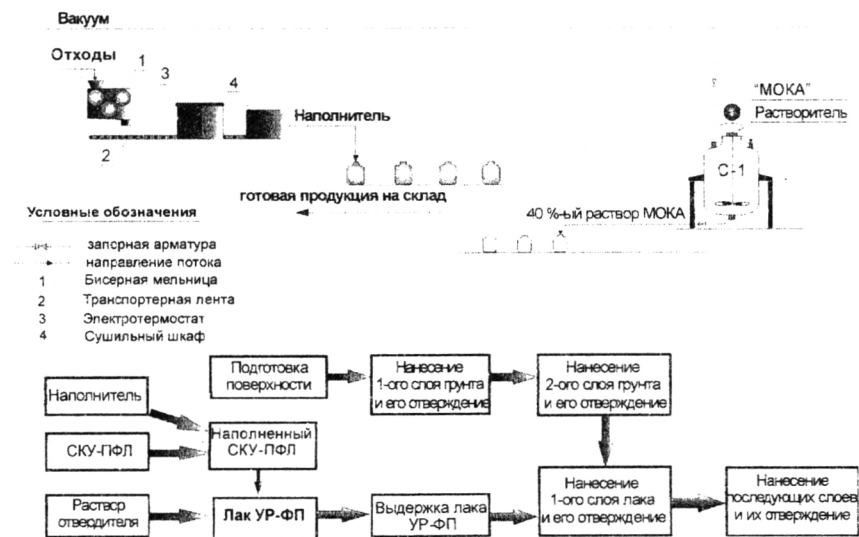 Вакуум
Отходы
1
3
4
2
Наполнитель
"МОКА"
Растворитель
С-1
готовая продукция на склад
40 %-ый раствор МОКА
Условные обозначения
запорная арматура
направление потока
1 Бисерная мельница
2 Транспортерная лента
3 Электротермостат
4 Сушильный шкаф
Подготовка
поверхности
Нанесение
1-ого слоя грунта
и его отверждение
Нанесение
2-ого слоя грунта
и его отверждение
Наполнитель
СКУ-ПФЛ
Наполненный
СКУ-ПФЛ
Раствор
отвердителя
Лак УР-ФП
Выдержка лака
УР-ФП
Нанесение
1-ого слоя лака
и его отверждение
Нанесение
последующих слоев
и их отверждение